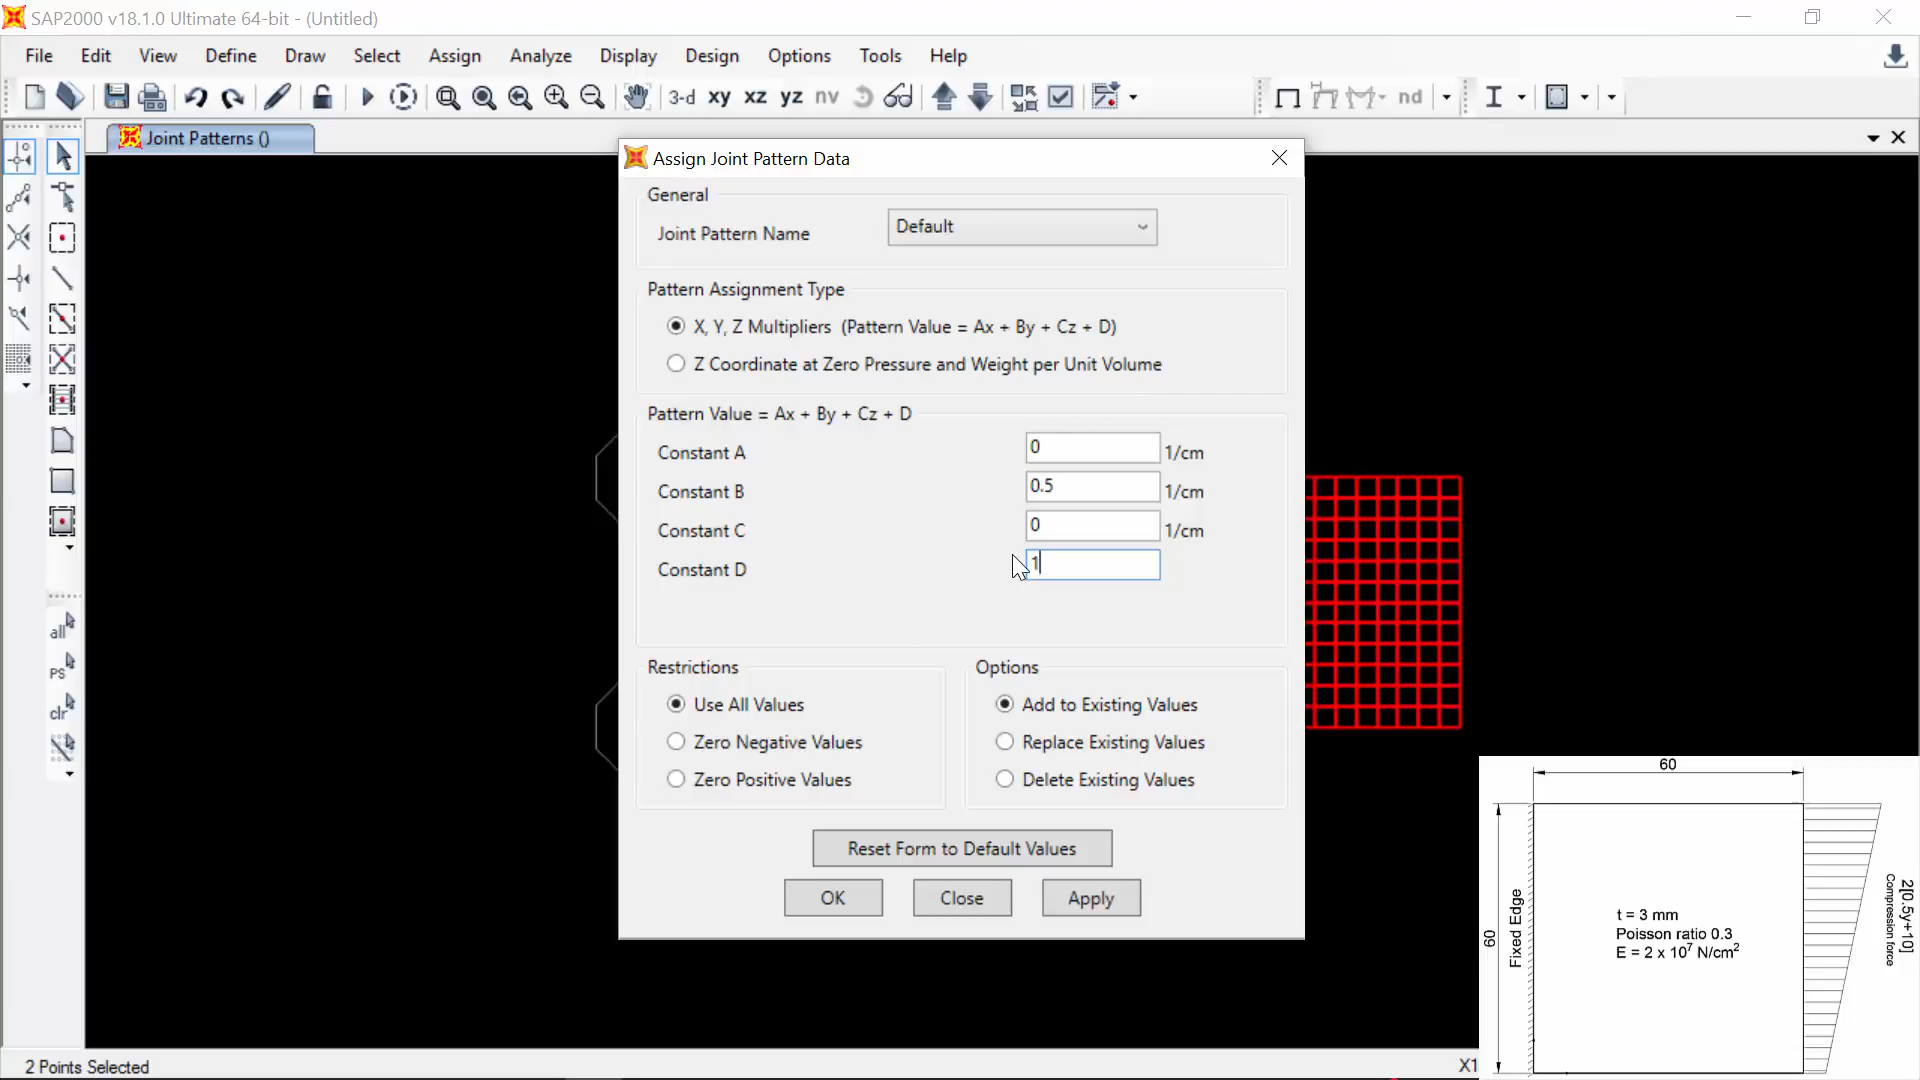 SAP2000 v18.1.0 Ultimate 64-bit - (Untitled)
File Edit View Define Draw Select Assign Analyze Display Design Options Tools Help
3-d xy xz yz nv nd
Joint Patterns ()
Assign Joint Pattern Data
General
Joint Pattern Name Default
Pattern Assignment Type
X, Y, Z Multipliers (Pattern Value = Ax + By + Cz + D)
Z Coordinate at Zero Pressure and Weight per Unit Volume
Pattern Value = Ax + By + Cz + D
Constant A 0 1/cm
Constant B 0.5 1/cm
Constant C 0 1/cm
Constant D 1
all
PS
clr
Restrictions
Use All Values
Zero Negative Values
Zero Positive Values
Options
Add to Existing Values
Replace Existing Values
Delete Existing Values
Reset Form to Default Values
OK Close Apply
60
60
Fixed Edge
t = 3 mm
Poisson ratio 0.3
E = 2 x 10⁷ N/cm²
2[0.5y+10]
Compression force
2 Points Selected
X1